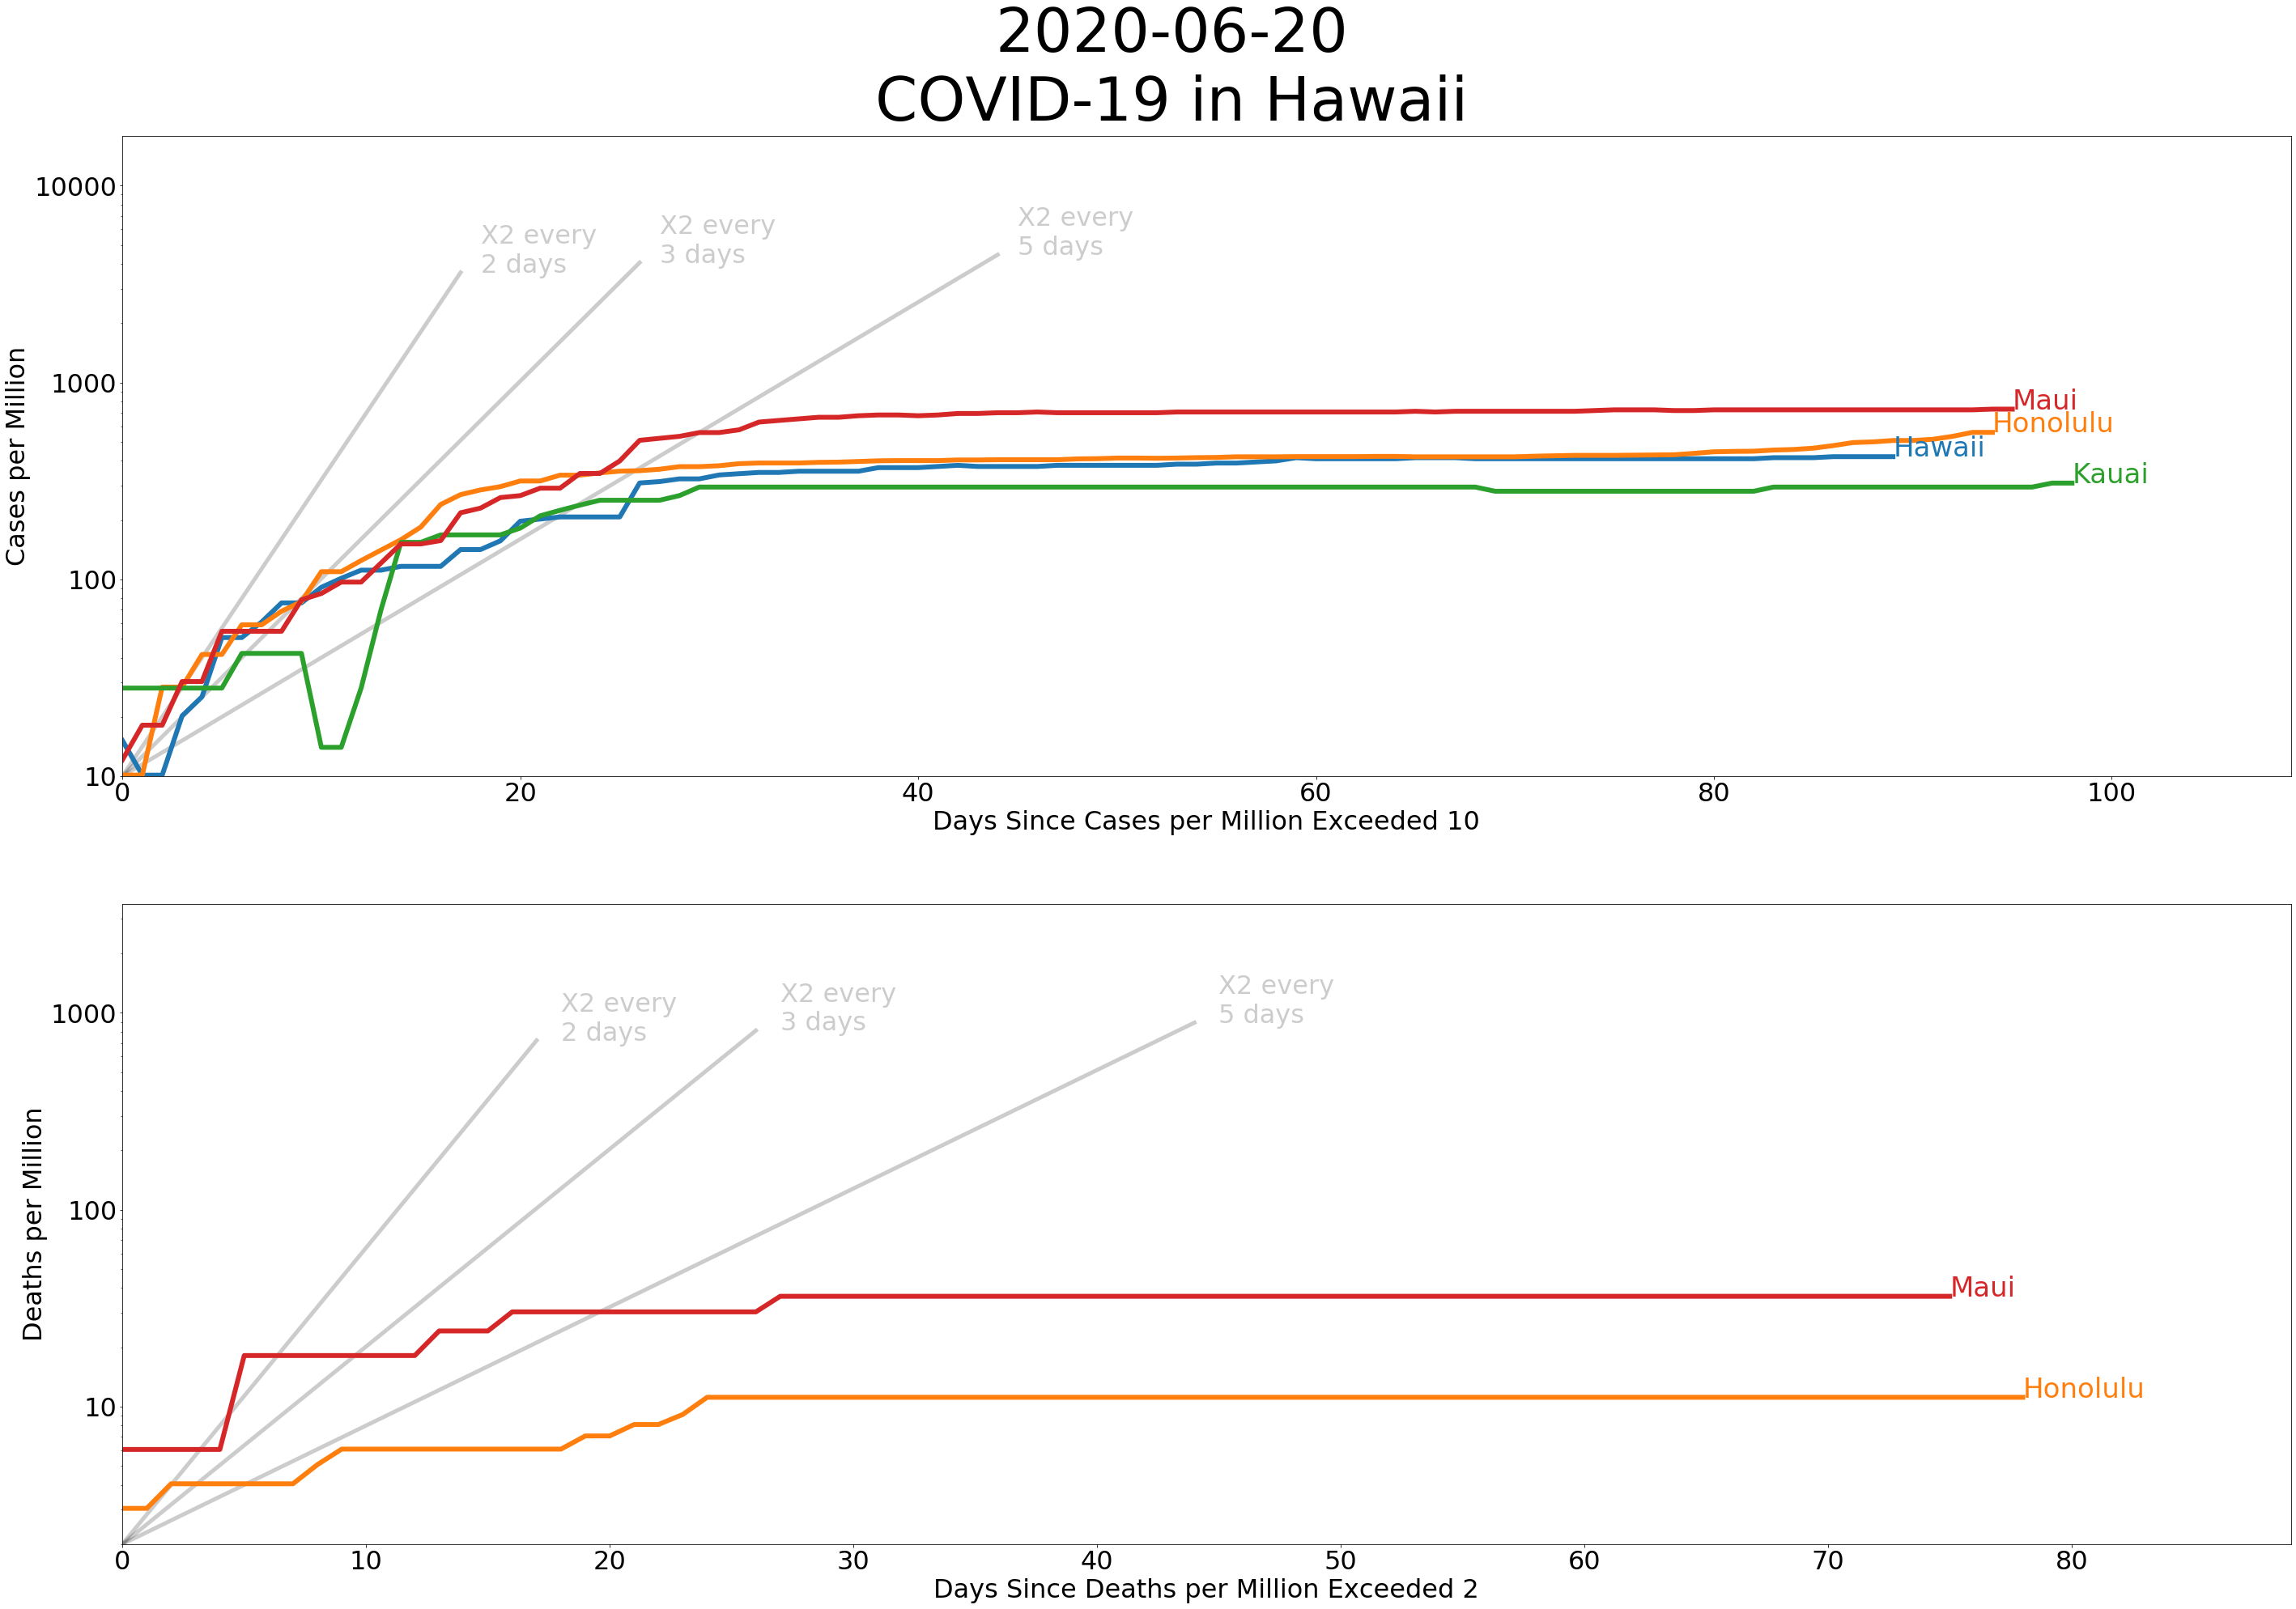 2020-06-20
COVID-19 in Hawaii
10000
1000
100
10
Cases per Million
X2 every
2 days
X2 every
3 days
X2 every
5 days
Maui
Honolulu
Hawaii
Kauai
0
20
40
60
80
100
Days Since Cases per Million Exceeded 10
1000
100
10
Deaths per Million
X2 every
2 days
X2 every
3 days
X2 every
5 days
Maui
Honolulu
0
10
20
30
40
50
60
70
80
Days Since Deaths per Million Exceeded 2